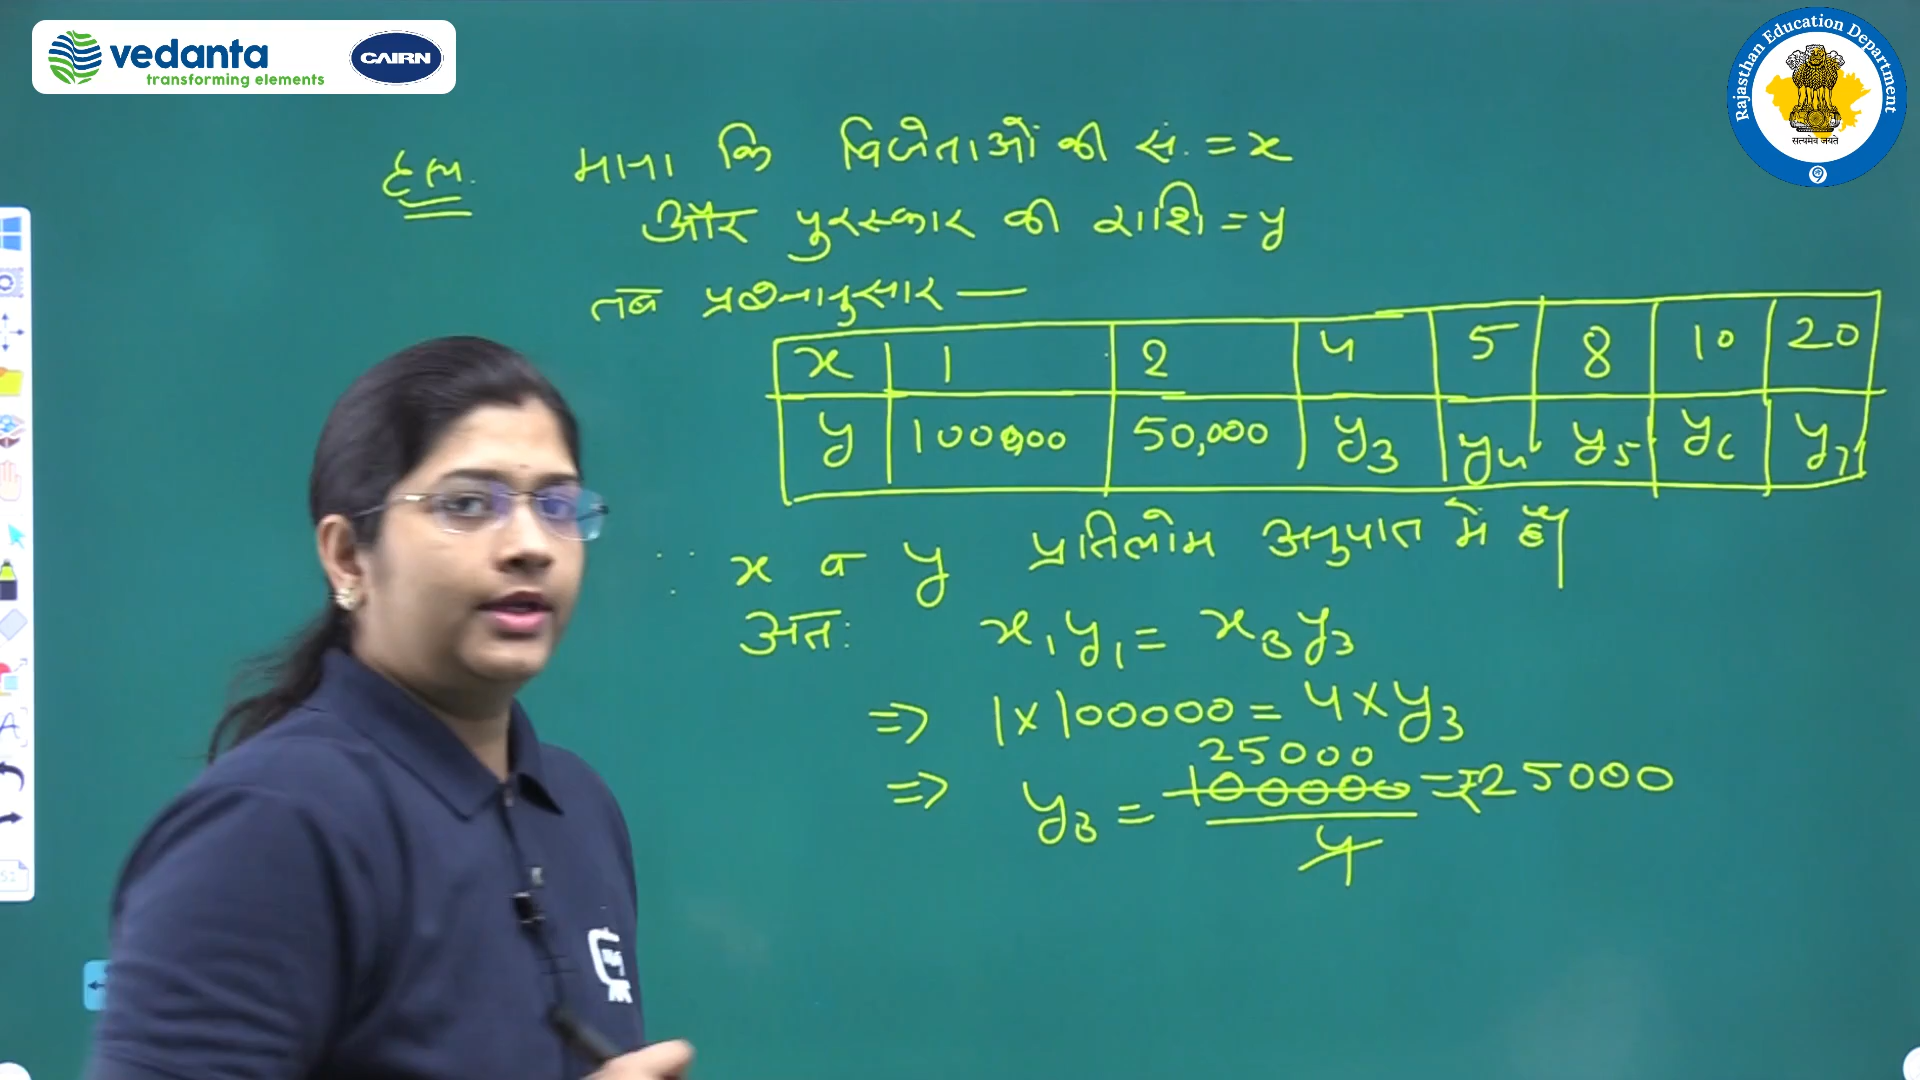 vedanta
transforming elements
CAIRN
Rajasthan Education Department
सत्यमेव जयते
हल. माना कि विजेताओं की सं. = x
और पुरस्कार की राशि = y
तब प्रश्नानुसार —
x 1 2 4 5 8 10 20
y 100,000 50,000 y₃ y₄ y₅ y₆ y₇
∵ x व y प्रतिलोम अनुपात में हैं|
अतः x₁y₁ = x₃y₃
=> 1×100000 = 4×y₃
25000
=> y₃ = 100000/4 = ₹25000